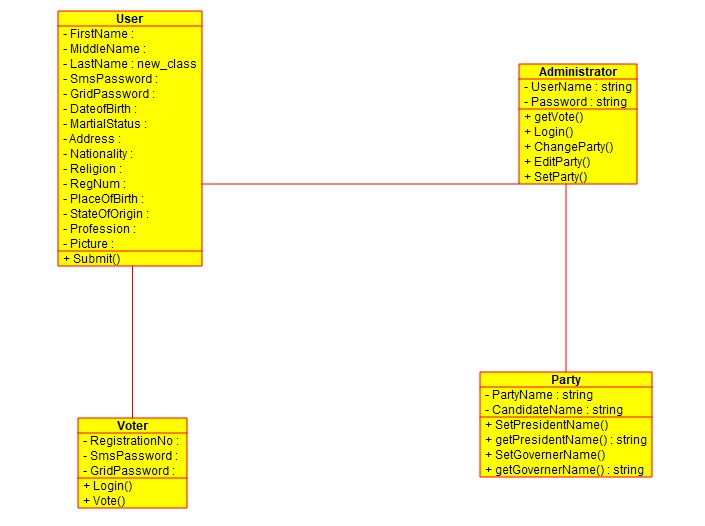 User
- FirstName :
- MiddleName :
- LastName : new_class
- SmsPassword :
- GridPassword :
- DateofBirth :
- MartialStatus :
- Address :
- Nationality :
- Religion :
- RegNum :
- PlaceOfBirth :
- StateOfOrigin :
- Profession :
- Picture :
+ Submit()
Administrator
- UserName : string
- Password : string
+ getVote()
+ Login()
+ ChangeParty()
+ EditParty()
+ SetParty()
Voter
- RegistrationNo :
- SmsPassword :
- GridPassword :
+ Login()
+ Vote()
Party
- PartyName : string
- CandidateName : string
+ SetPresidentName()
+ getPresidentName() : string
+ SetGovernerName()
+ getGovernerName() : string